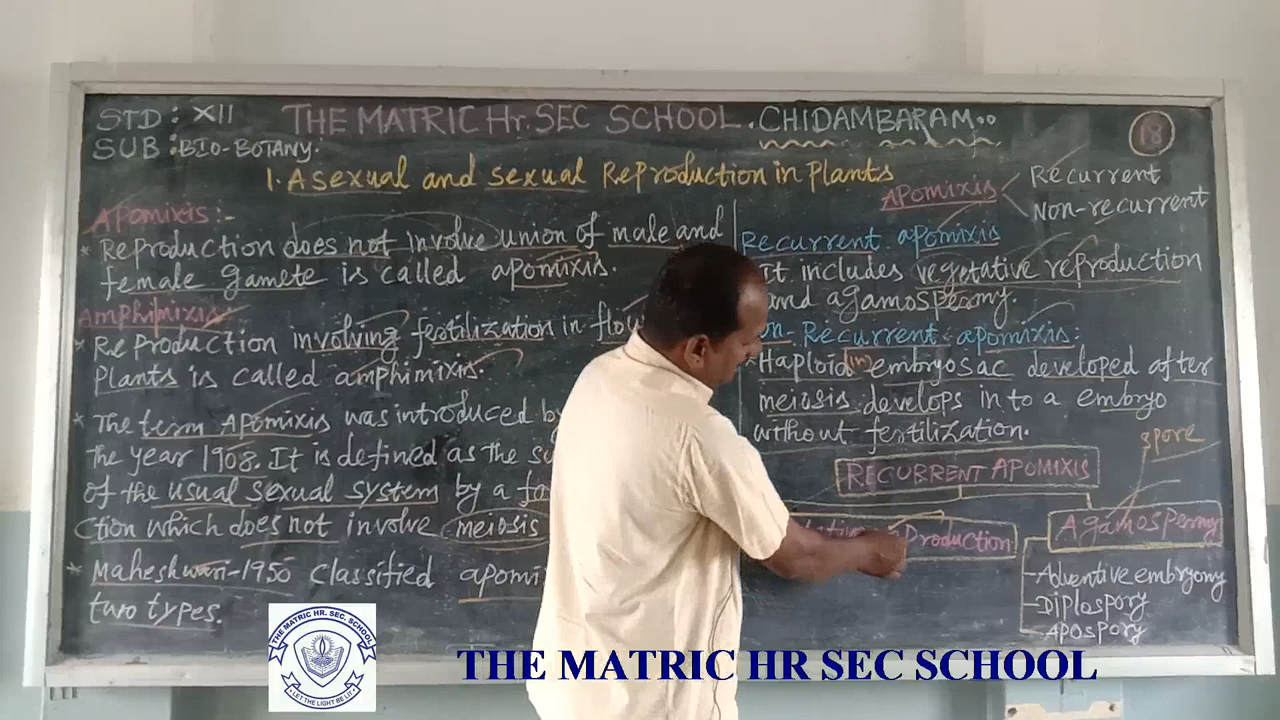 STD : XII
SUB : BIO-BOTANY.
THE MATRIC Hr. SEC SCHOOL . CHIDAMBARAM..
18
1. Asexual and sexual Reproduction in Plants
APOMIXIS :-
* Reproduction does not involve union of male and
female gamete is called apomixis.
Amphimixis
* Reproduction involving fertilization in
Plants is called amphimixis.
* The term Apomixis was introduced by
the year 1908. It is defined as the
of the usual sexual system by a
ction which does not involve meiosis
* Maheshwari-1950 classified
two types.
APOMIXIS
Recurrent
Non-recurrent
Recurrent apomixis
It includes vegetative reproduction
and agamospermy.
Recurrent apomixis :
* Haploid in embryosac developed after
meiosis develops in to a embryo
without fertilization.
RECURRENT APOMIXIS
spore
Production
Agamospermy
Adventive embryony
Diplospory
Apospory
THE MATRIC HR. SEC. SCHOOL
LET THE LIGHT BE LIT
THE MATRIC HR SEC SCHOOL